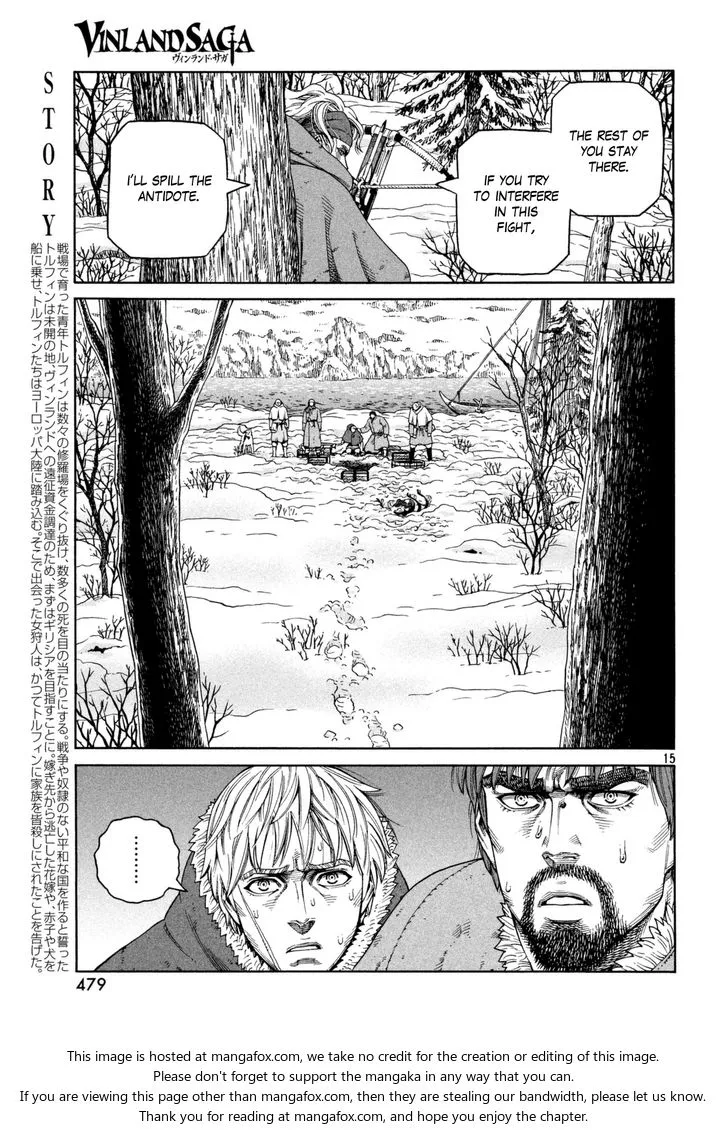 VINLAND SAGA
ヴィンランド・サガ
STORY
戦場で育った青年トルフィンは数々の修羅場をくぐり抜け、数多くの死を目の当たりにする。戦争や奴隷のない平和な国を作ると誓った
トルフィンは未開の地、ヴィンランドへの遠征資金調達のため、まずはギリシアを目指すことに。嫁ぎ先から逃亡した花嫁や、赤子や犬を
船に乗せ、トルフィンたちはヨーロッパ大陸に踏み込む。そこで出会った女狩人は、かつてトルフィンに家族を皆殺しにされたことを告げた。
THE REST OF
YOU STAY
THERE.
IF YOU TRY
TO INTERFERE
IN THIS
FIGHT,
I'LL SPILL THE
ANTIDOTE.
15
………
479
This image is hosted at mangafox.com, we take no credit for the creation or editing of this image.
Please don't forget to support the mangaka in any way that you can.
If you are viewing this page other than mangafox.com, then they are stealing our bandwidth, please let us know.
Thank you for reading at mangafox.com, and hope you enjoy the chapter.